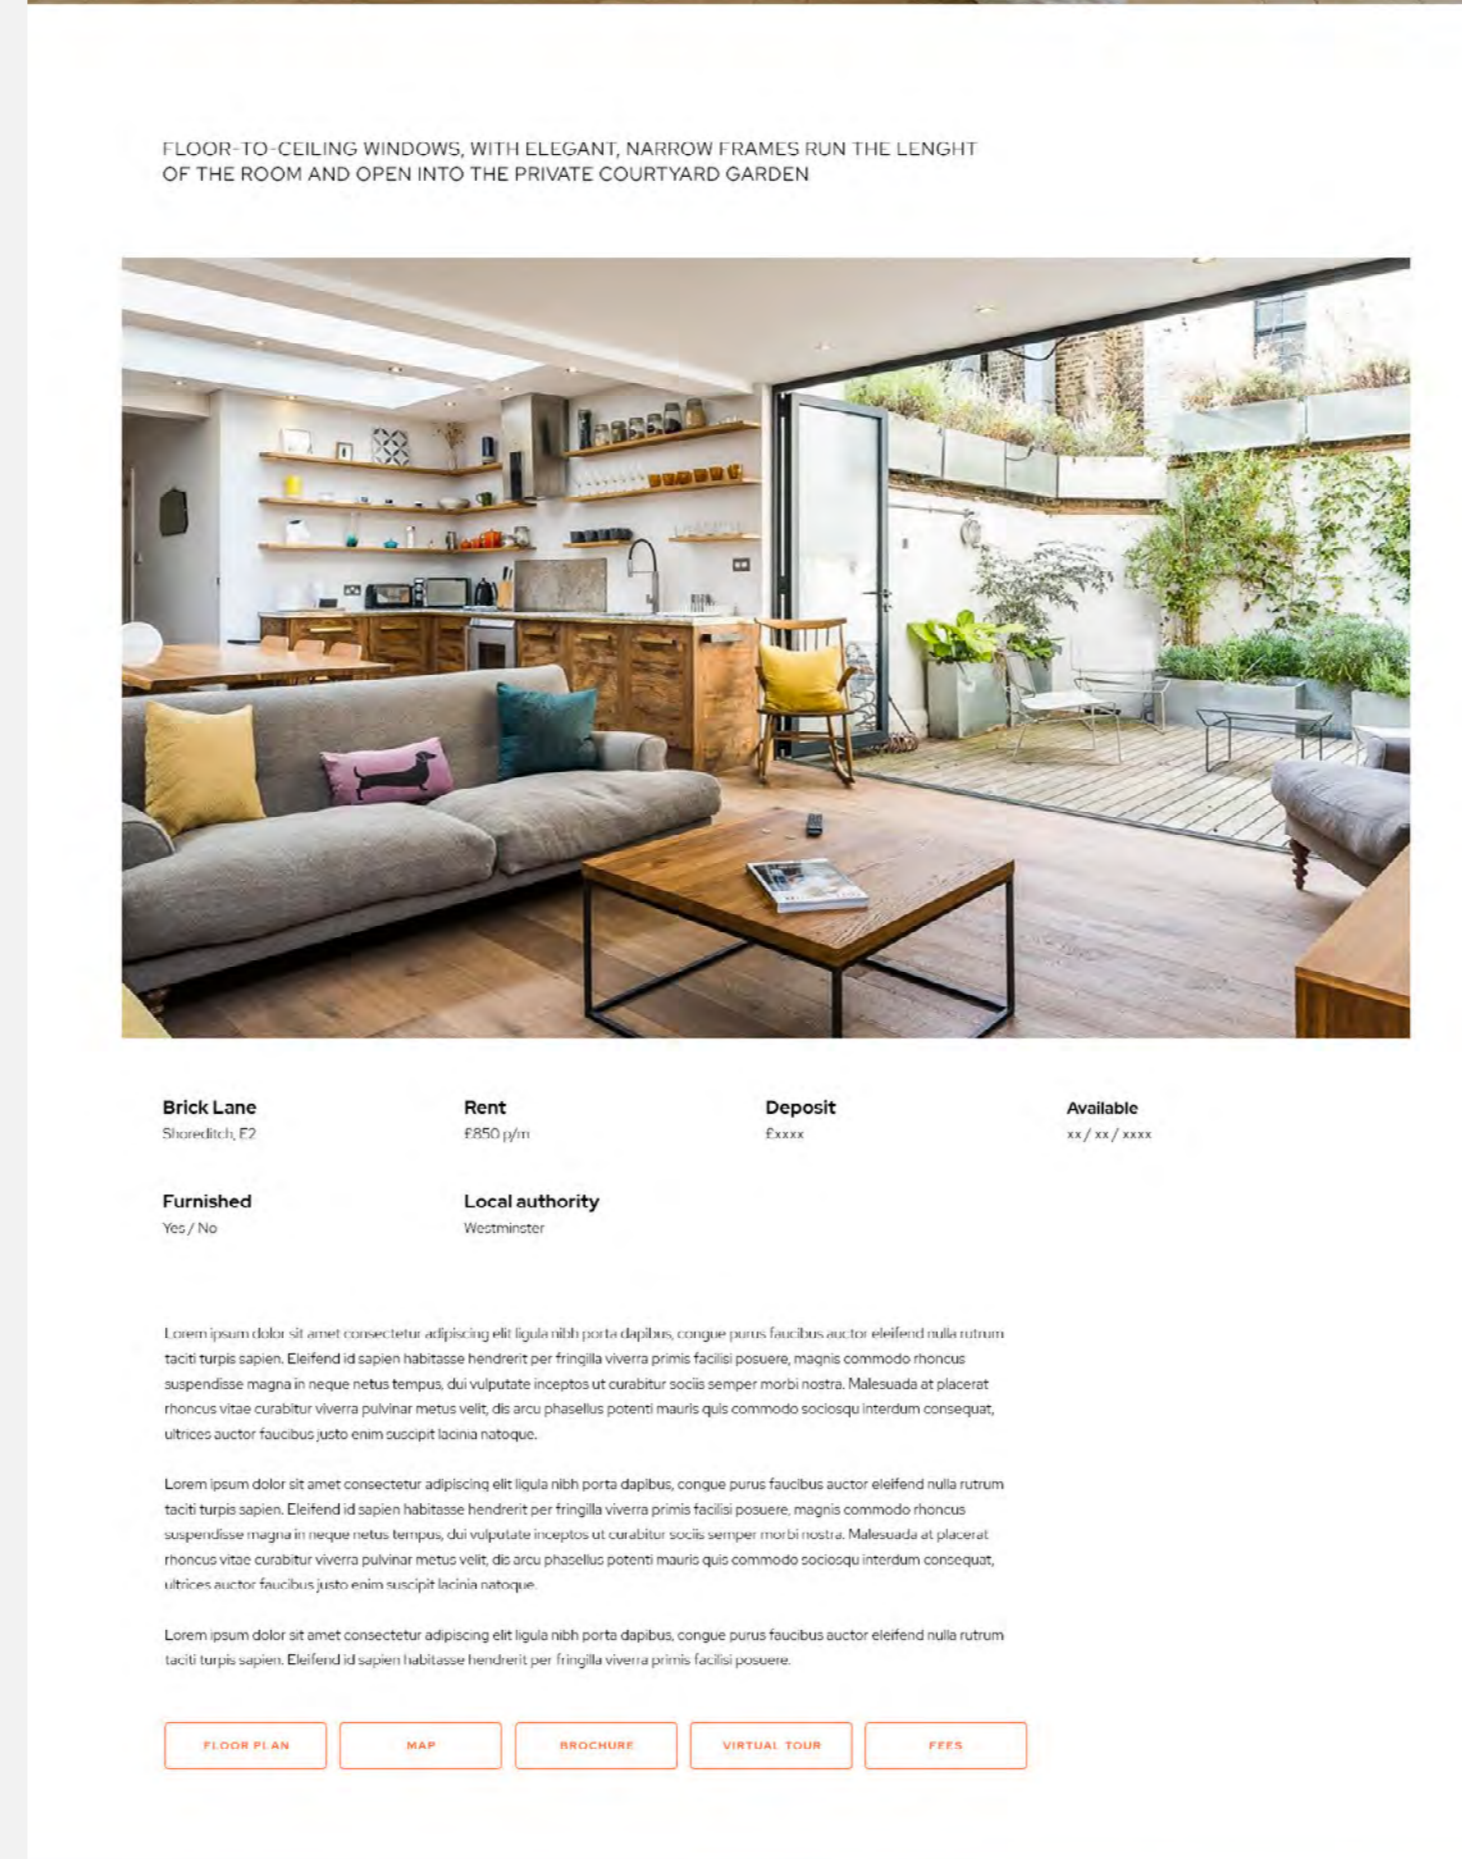 FLOOR-TO-CEILING WINDOWS, WITH ELEGANT, NARROW FRAMES RUN THE LENGHT
OF THE ROOM AND OPEN INTO THE PRIVATE COURTYARD GARDEN
Brick Lane
Shoreditch, E2
Rent
£850 p/m
Deposit
£xxxx
Available
xx / xx / xxxx
Furnished
Yes / No
Local authority
Westminster
Lorem ipsum dolor sit amet consectetur adipiscing elit ligula nibh porta dapibus, congue purus faucibus auctor eleifend nulla rutrum
taciti turpis sapien. Eleifend id sapien habitasse hendrerit per fringilla viverra primis facilisi posuere, magnis commodo rhoncus
suspendisse magna in neque netus tempus, dui vulputate inceptos ut curabitur sociis semper morbi nostra. Malesuada at placerat
rhoncus vitae curabitur viverra pulvinar metus velit, dis arcu phasellus potenti mauris quis commodo sociosqu interdum consequat,
ultrices auctor faucibus justo enim suscipit lacinia natoque.
Lorem ipsum dolor sit amet consectetur adipiscing elit ligula nibh porta dapibus, congue purus faucibus auctor eleifend nulla rutrum
taciti turpis sapien. Eleifend id sapien habitasse hendrerit per fringilla viverra primis facilisi posuere, magnis commodo rhoncus
suspendisse magna in neque netus tempus, dui vulputate inceptos ut curabitur sociis semper morbi nostra. Malesuada at placerat
rhoncus vitae curabitur viverra pulvinar metus velit, dis arcu phasellus potenti mauris quis commodo sociosqu interdum consequat,
ultrices auctor faucibus justo enim suscipit lacinia natoque.
Lorem ipsum dolor sit amet consectetur adipiscing elit ligula nibh porta dapibus, congue purus faucibus auctor eleifend nulla rutrum
taciti turpis sapien. Eleifend id sapien habitasse hendrerit per fringilla viverra primis facilisi posuere.
FLOOR PLAN
MAP
BROCHURE
VIRTUAL TOUR
FEES